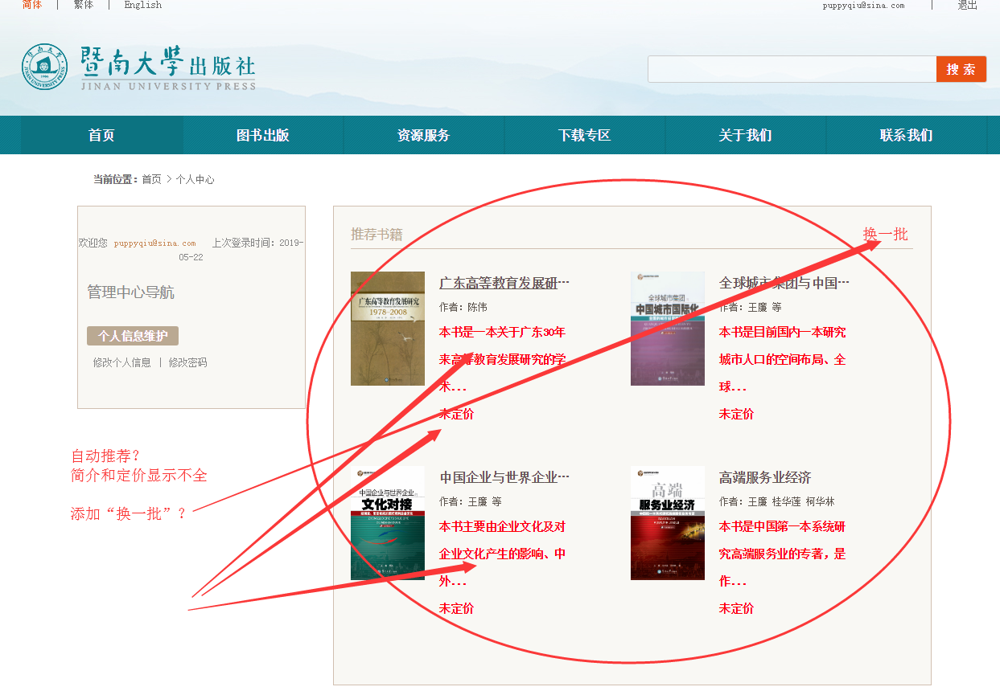 简体 | 繁体 | English
puppyqiu@sina.com | 退出
暨南大学出版社
JINAN UNIVERSITY PRESS
搜索
首页 图书出版 资源服务 下载专区 关于我们 联系我们
当前位置：首页 > 个人中心
欢迎您 puppyqiu@sina.com 上次登录时间：2019-
05-22
管理中心导航
个人信息维护
修改个人信息 | 修改密码
自动推荐？
简介和定价显示不全
添加“换一批”？
推荐书籍
换一批
广东高等教育发展研究
1978-2008
广东高等教育发展研···
作者：陈伟
本书是一本关于广东30年
来高等教育发展研究的学
术...
未定价
全球城市集团
中国城市国际化
全球城市集团与中国···
作者：王廉 等
本书是目前国内一本研究
城市人口的空间布局、全
球...
未定价
中国企业与世界企业
文化对接
中国企业与世界企业···
作者：王廉 等
本书主要由企业文化及对
企业文化产生的影响、中
外...
未定价
高端
服务业经济
高端服务业经济
作者：王廉 桂华莲 柯华林
本书是中国第一本系统研
究高端服务业的专著，是
作...
未定价